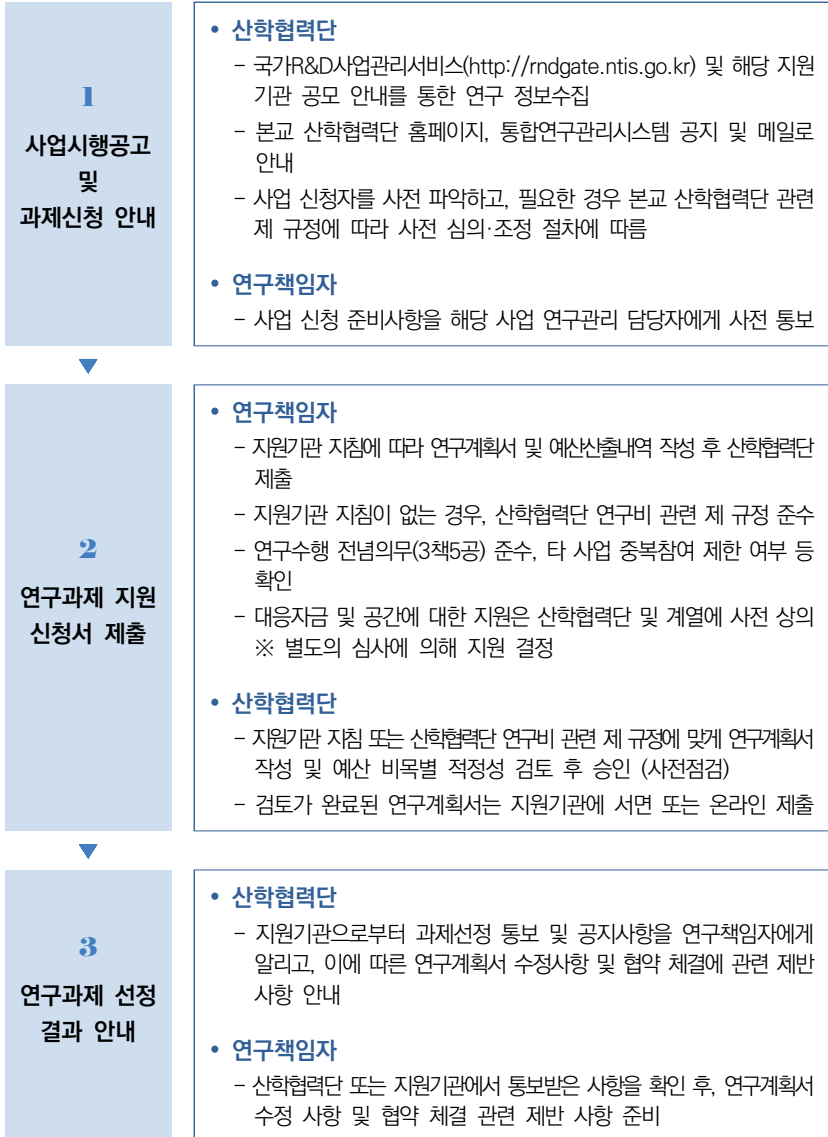 1
사업시행공고
및
과제신청 안내
• 산학협력단
- 국가R&D사업관리서비스(http://rndgate.ntis.go.kr) 및 해당 지원
기관 공모 안내를 통한 연구 정보수집
- 본교 산학협력단 홈페이지, 통합연구관리시스템 공지 및 메일로
안내
- 사업 신청자를 사전 파악하고, 필요한 경우 본교 산학협력단 관련
제 규정에 따라 사전 심의·조정 절차에 따름
• 연구책임자
- 사업 신청 준비사항을 해당 사업 연구관리 담당자에게 사전 통보
▼
2
연구과제 지원
신청서 제출
• 연구책임자
- 지원기관 지침에 따라 연구계획서 및 예산산출내역 작성 후 산학협력단
제출
- 지원기관 지침이 없는 경우, 산학협력단 연구비 관련 제 규정 준수
- 연구수행 전념의무(3책5공) 준수, 타 사업 중복참여 제한 여부 등
확인
- 대응자금 및 공간에 대한 지원은 산학협력단 및 계열에 사전 상의
※ 별도의 심사에 의해 지원 결정
• 산학협력단
- 지원기관 지침 또는 산학협력단 연구비 관련 제 규정에 맞게 연구계획서
작성 및 예산 비목별 적정성 검토 후 승인 (사전점검)
- 검토가 완료된 연구계획서는 지원기관에 서면 또는 온라인 제출
▼
3
연구과제 선정
결과 안내
• 산학협력단
- 지원기관으로부터 과제선정 통보 및 공지사항을 연구책임자에게
알리고, 이에 따른 연구계획서 수정사항 및 협약 체결에 관련 제반
사항 안내
• 연구책임자
- 산학협력단 또는 지원기관에서 통보받은 사항을 확인 후, 연구계획서
수정 사항 및 협약 체결 관련 제반 사항 준비